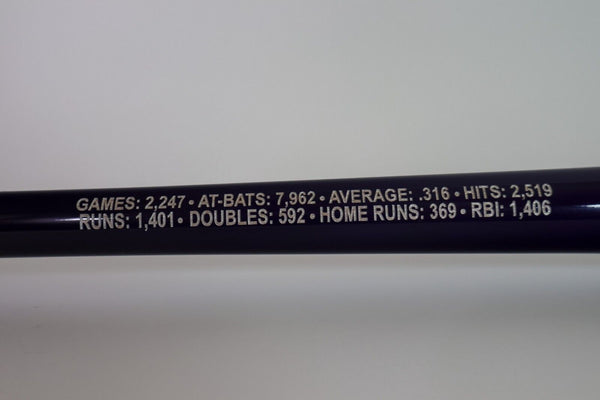 GAMES: 2,247 • AT-BATS: 7,962 • AVERAGE: .316 • HITS: 2,519
RUNS: 1,401 • DOUBLES: 592 • HOME RUNS: 369 • RBI: 1,406